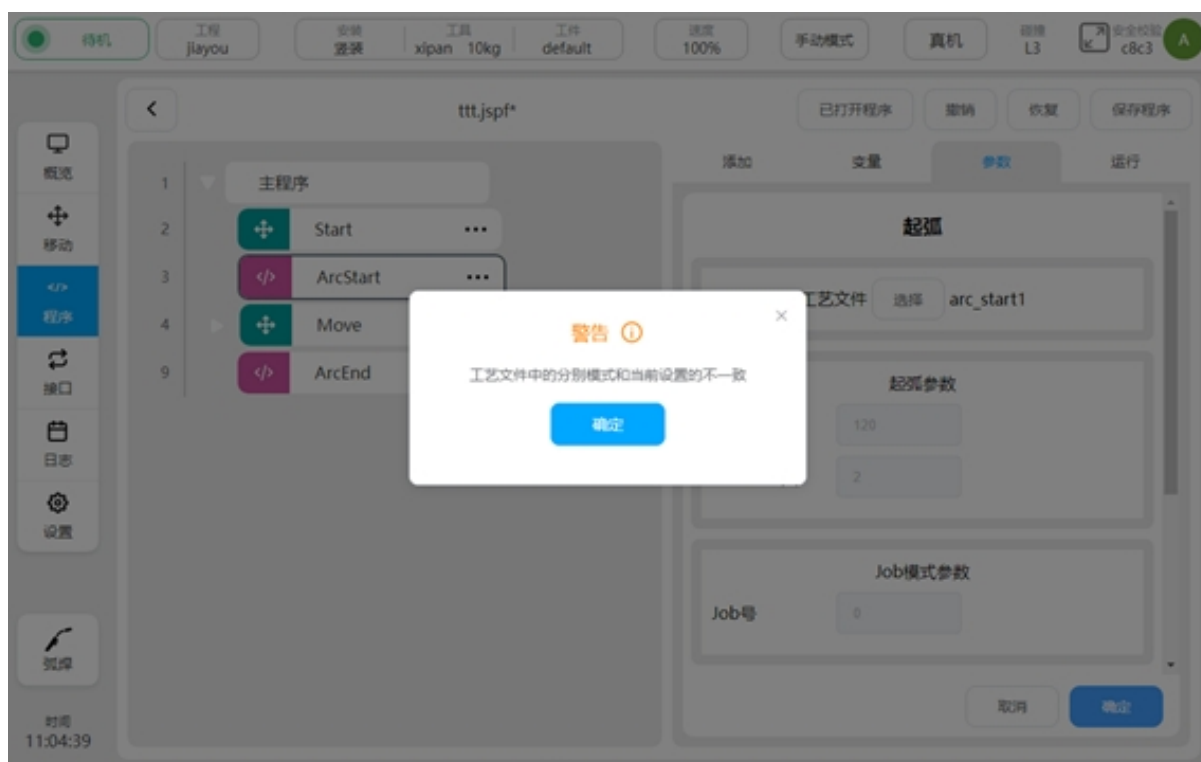 待机
工程
jiayou
安装
竖装
工具
xipan 10kg
工件
default
速度
100%
手动模式
真机
碰撞
L3
安全校验
c8c3
A
ttt.jspf*
已打开程序
撤销
恢复
保存程序
概览
移动
</>
程序
接口
日志
设置
弧焊
时间
11:04:39
1 主程序
2 Start •••
3 </> ArcStart •••
4 Move
9 </> ArcEnd
添加
变量
参数
运行
起弧
工艺文件 选择 arc_start1
起弧参数
120
2
Job模式参数
Job号 0
取消
确定
警告
工艺文件中的分别模式和当前设置的不一致
确定